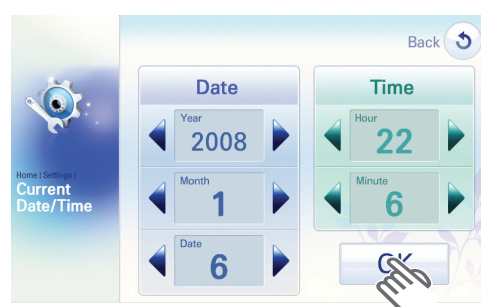 Back
Home | Settings |
Current
Date/Time
Date
Year
2008
Month
1
Date
6
Time
Hour
22
Minute
6
OK